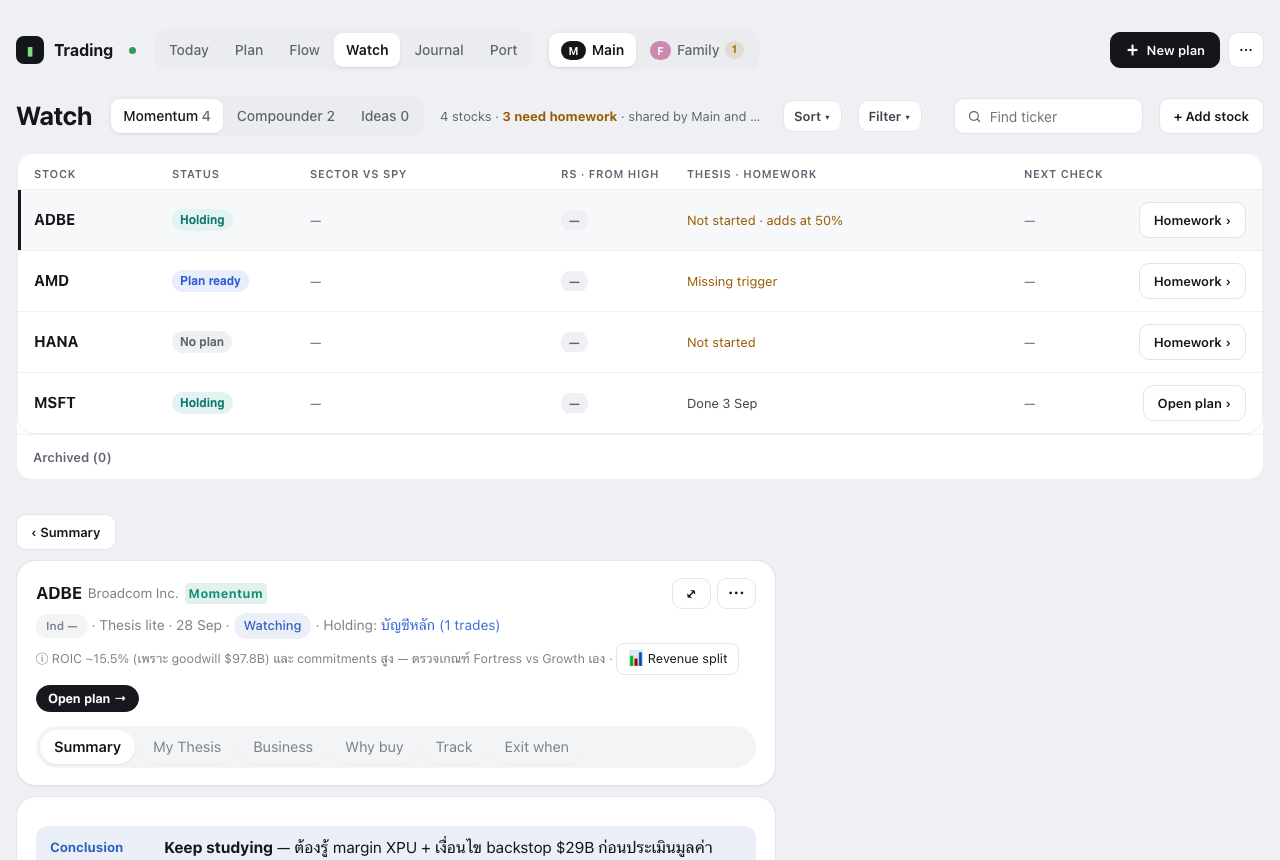 Trading Today Plan Flow Watch Journal Port M Main F Family 1 + New plan ···
Watch Momentum 4 Compounder 2 Ideas 0 4 stocks · 3 need homework · shared by Main and ... Sort ▾ Filter ▾ Find ticker + Add stock
STOCK STATUS SECTOR VS SPY RS · FROM HIGH THESIS · HOMEWORK NEXT CHECK
ADBE Holding — — Not started · adds at 50% — Homework ›
AMD Plan ready — — Missing trigger — Homework ›
HANA No plan — — Not started — Homework ›
MSFT Holding — — Done 3 Sep — Open plan ›
Archived (0)
‹ Summary
ADBE Broadcom Inc. Momentum ⤢ ···
Ind — · Thesis lite · 28 Sep · Watching · Holding: บัญชีหลัก (1 trades)
ⓘ ROIC ~15.5% (เพราะ goodwill $97.8B) และ commitments สูง — ตรวจเกณฑ์ Fortress vs Growth เอง · Revenue split
Open plan →
Summary My Thesis Business Why buy Track Exit when
Conclusion Keep studying — ต้องรู้ margin XPU + เงื่อนไข backstop $29B ก่อนประเมินมูลค่า